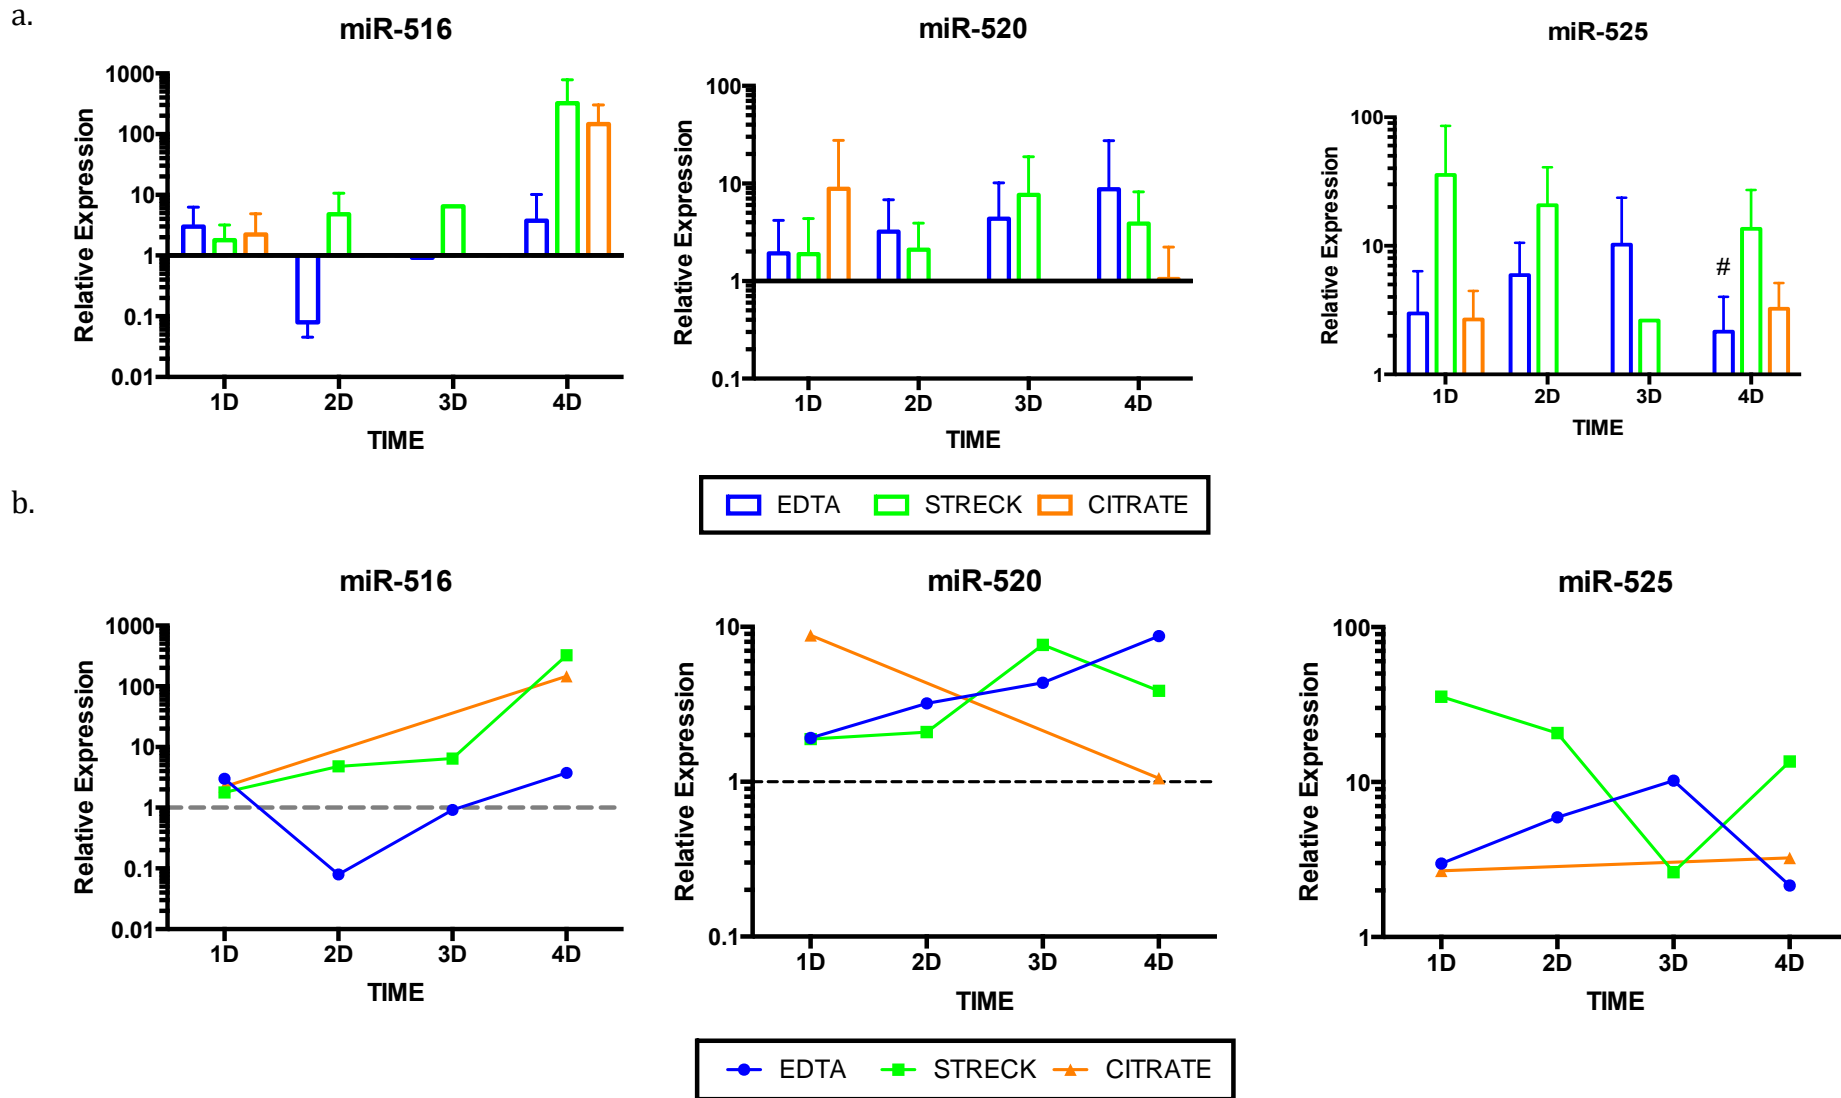 a.
miR-516
miR-520
miR-525
Relative Expression
1000
100
10
1
0.1
0.01
1D 2D 3D 4D
TIME
Relative Expression
100
10
1
0.1
1D 2D 3D 4D
TIME
Relative Expression
100
10
1
#
1D 2D 3D 4D
TIME
EDTA STRECK CITRATE
b.
miR-516
miR-520
miR-525
Relative Expression
1000
100
10
1
0.1
0.01
1D 2D 3D 4D
TIME
Relative Expression
10
1
0.1
1D 2D 3D 4D
TIME
Relative Expression
100
10
1
1D 2D 3D 4D
TIME
EDTA STRECK CITRATE